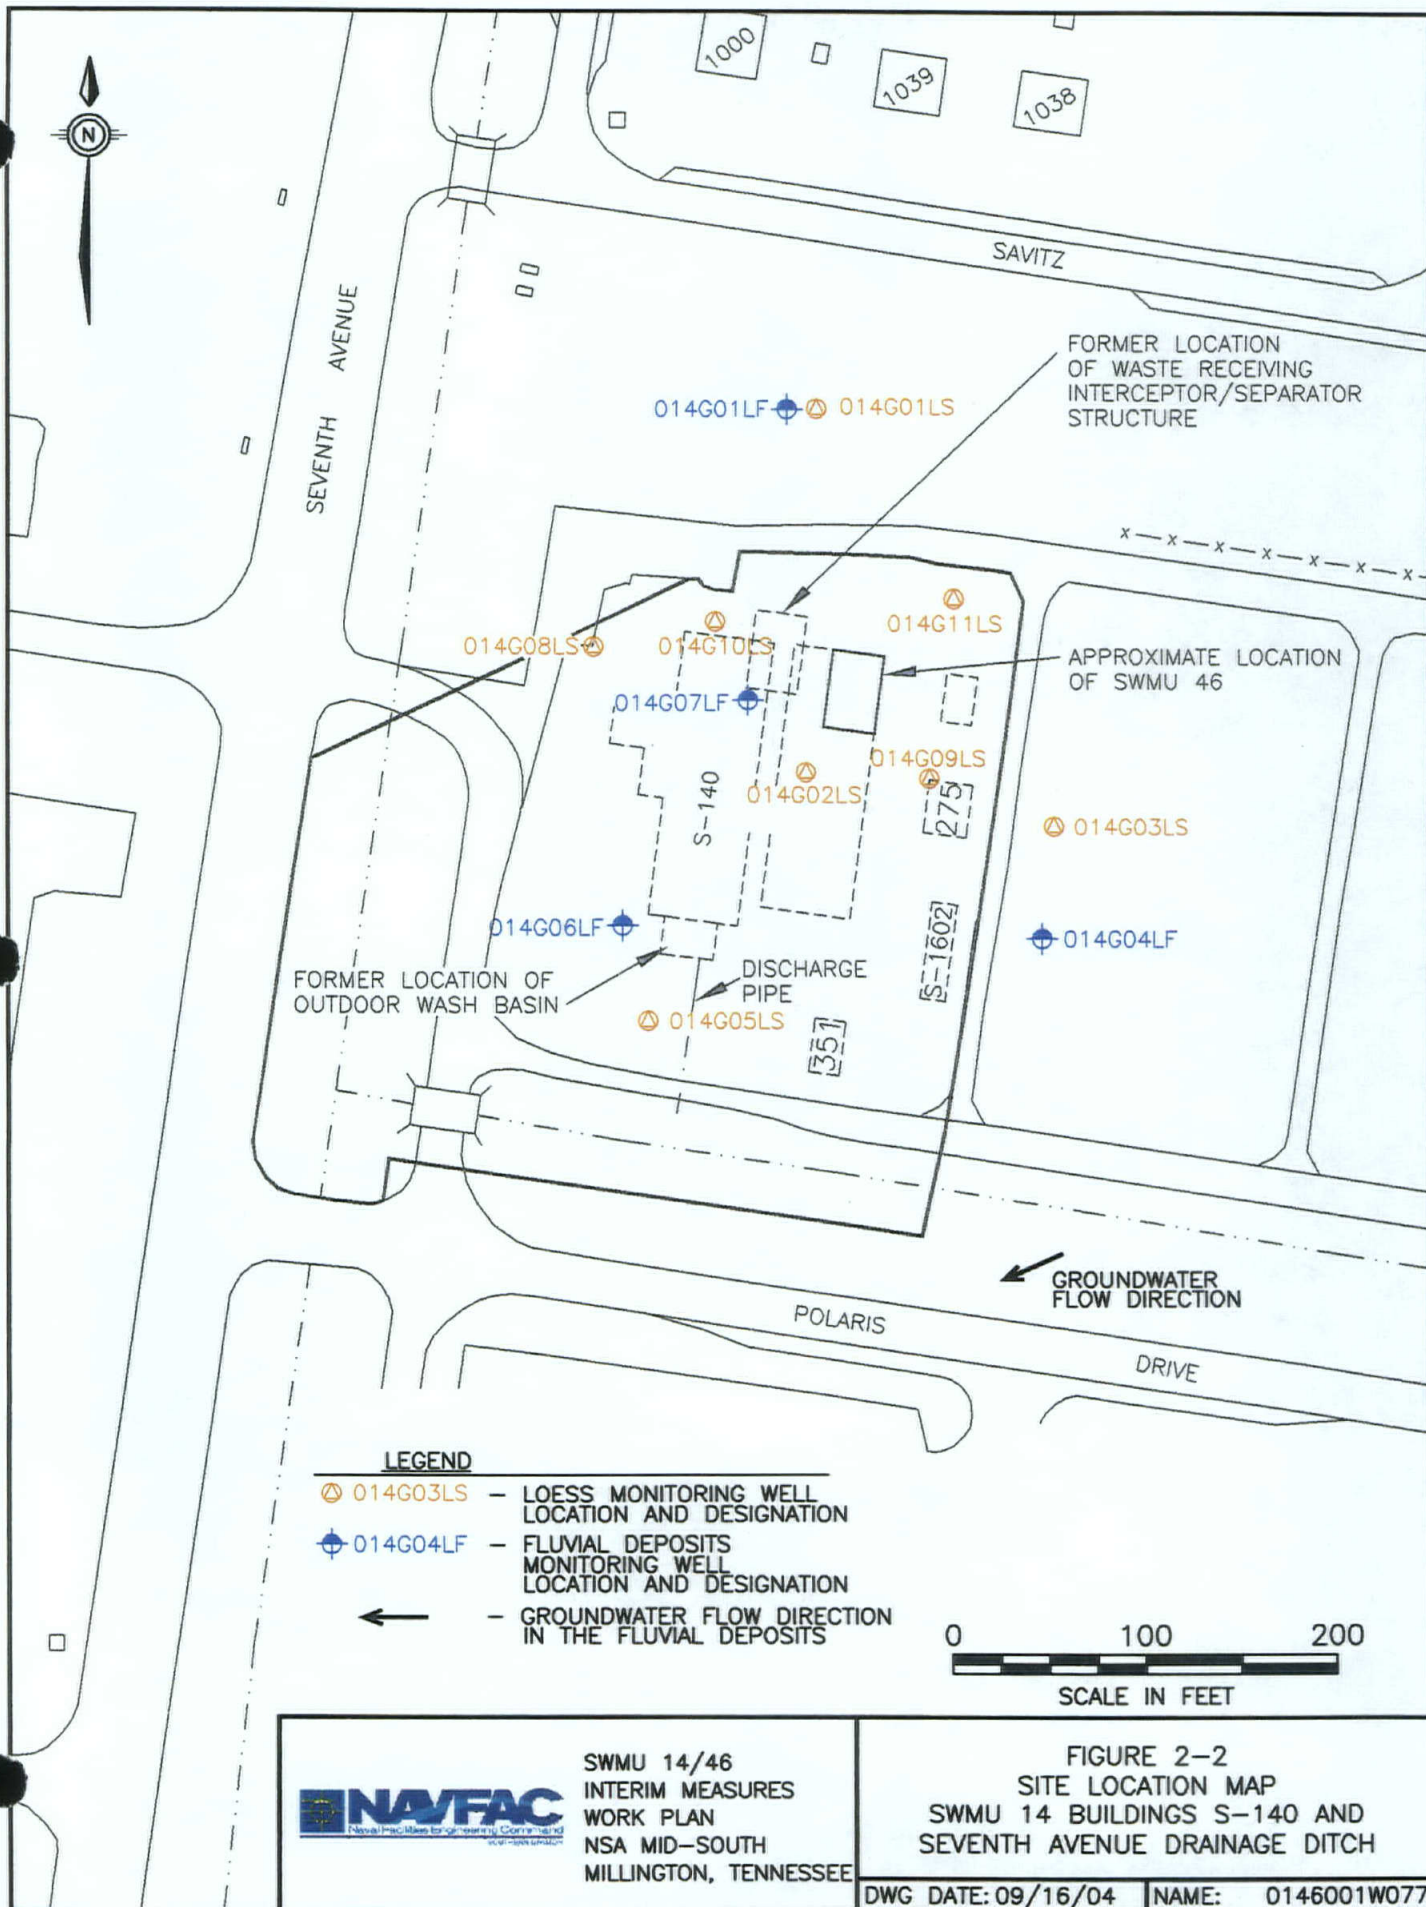 1000
1039
1038
N
SAVITZ
SEVENTH AVENUE
FORMER LOCATION
OF WASTE RECEIVING
INTERCEPTOR/SEPARATOR
STRUCTURE
014G01LF
014G01LS
x x x x x x x
014G11LS
014G08LS
014G10LS
APPROXIMATE LOCATION
OF SWMU 46
014G07LF
014G09LS
014G02LS
S-140
275
014G03LS
014G06LF
S-1602
014G04LF
FORMER LOCATION OF
OUTDOOR WASH BASIN
DISCHARGE
PIPE
014G05LS
351
GROUNDWATER
FLOW DIRECTION
POLARIS DRIVE
LEGEND
014G03LS – LOESS MONITORING WELL
LOCATION AND DESIGNATION
014G04LF – FLUVIAL DEPOSITS
MONITORING WELL
LOCATION AND DESIGNATION
– GROUNDWATER FLOW DIRECTION
IN THE FLUVIAL DEPOSITS
0 100 200
SCALE IN FEET
NAVFAC
Naval Facilities Engineering Command
SWMU 14/46
INTERIM MEASURES
WORK PLAN
NSA MID-SOUTH
MILLINGTON, TENNESSEE
FIGURE 2-2
SITE LOCATION MAP
SWMU 14 BUILDINGS S-140 AND
SEVENTH AVENUE DRAINAGE DITCH
DWG DATE: 09/16/04 NAME: 0146001W077